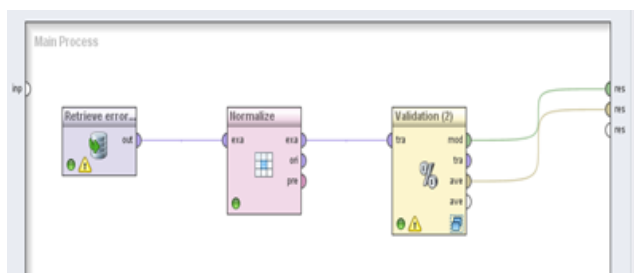 Main Process
inp
res
res
res
Retrieve error...
out
Normalize
exa
exa
ori
pre
Validation (2)
tra
mod
tra
ave
ave
%